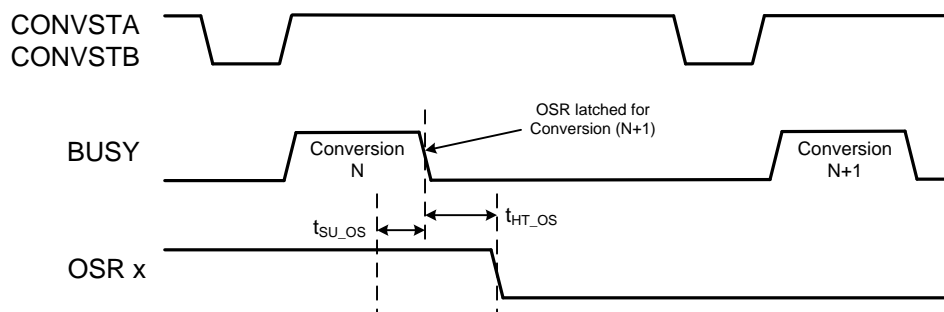 CONVSTA
CONVSTB
OSR latched for
Conversion (N+1)
BUSY
Conversion
N
Conversion
N+1
tSU_OS
tHT_OS
OSR x